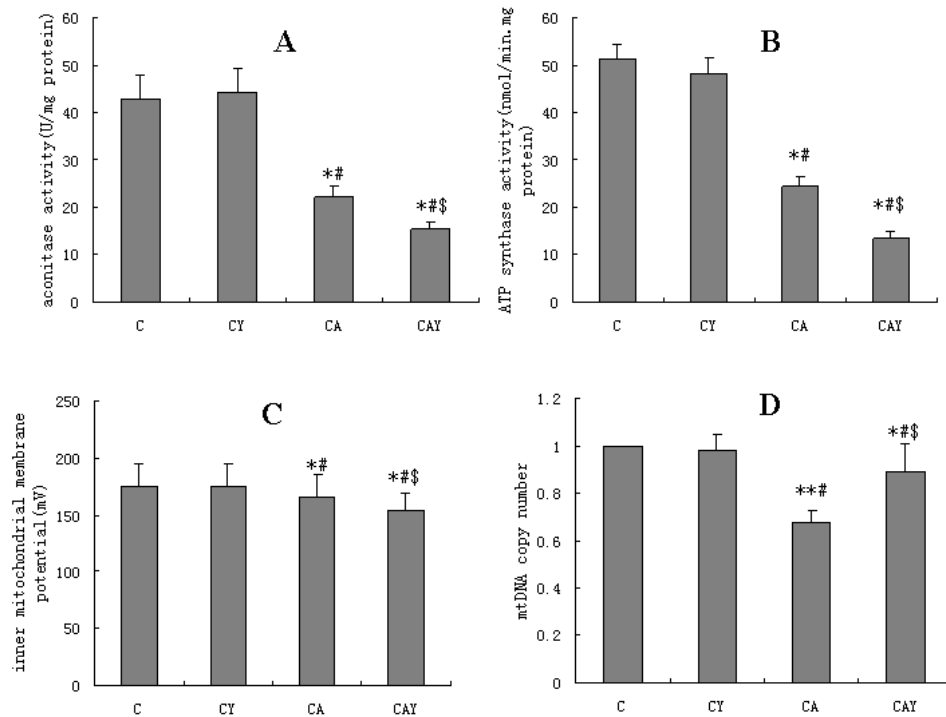 A
aconitase activity(U/mg protein)
60
50
40
30
20
10
0
*#
*#$
C CY CA CAY
B
ATP synthase activity(nmol/min.mg
protein)
60
50
40
30
20
10
0
*#
*#$
C CY CA CAY
C
inner mitochondrial membrane
potential(mV)
250
200
150
100
50
0
*#
*#$
C CY CA CAY
D
mtDNA copy number
1.2
1
0.8
0.6
0.4
0.2
0
**#
*#$
C CY CA CAY